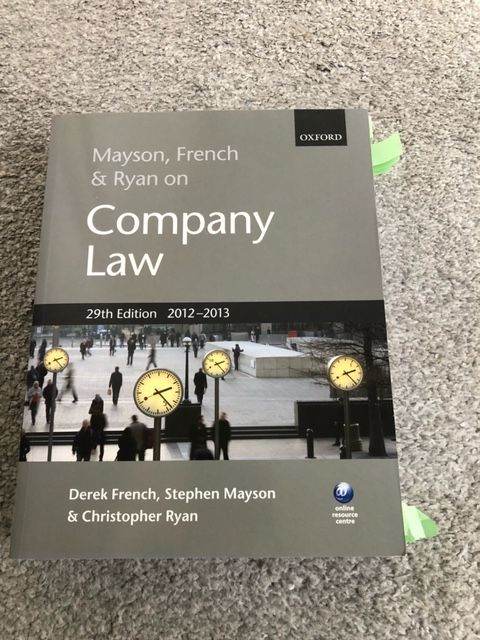 OXFORD
Mayson, French
& Ryan on
Company
Law
29th Edition 2012–2013
Derek French, Stephen Mayson
& Christopher Ryan
online
resource
centre